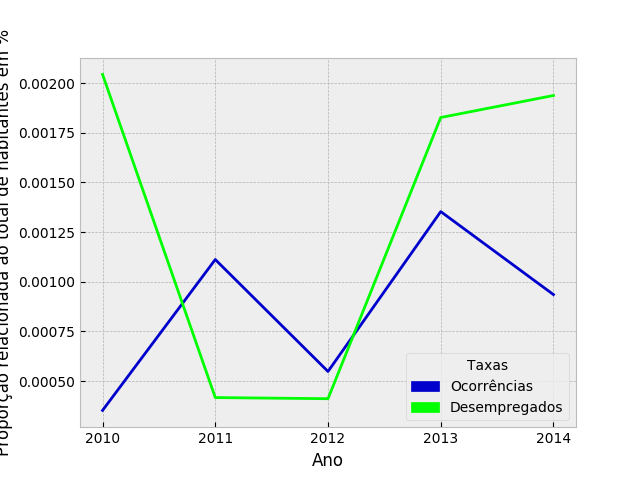 Proporção relacionada ao total de habitantes em %
0.00200
0.00175
0.00150
0.00125
0.00100
0.00075
0.00050
Taxas
Ocorrências
Desempregados
2010 2011 2012 2013 2014
Ano